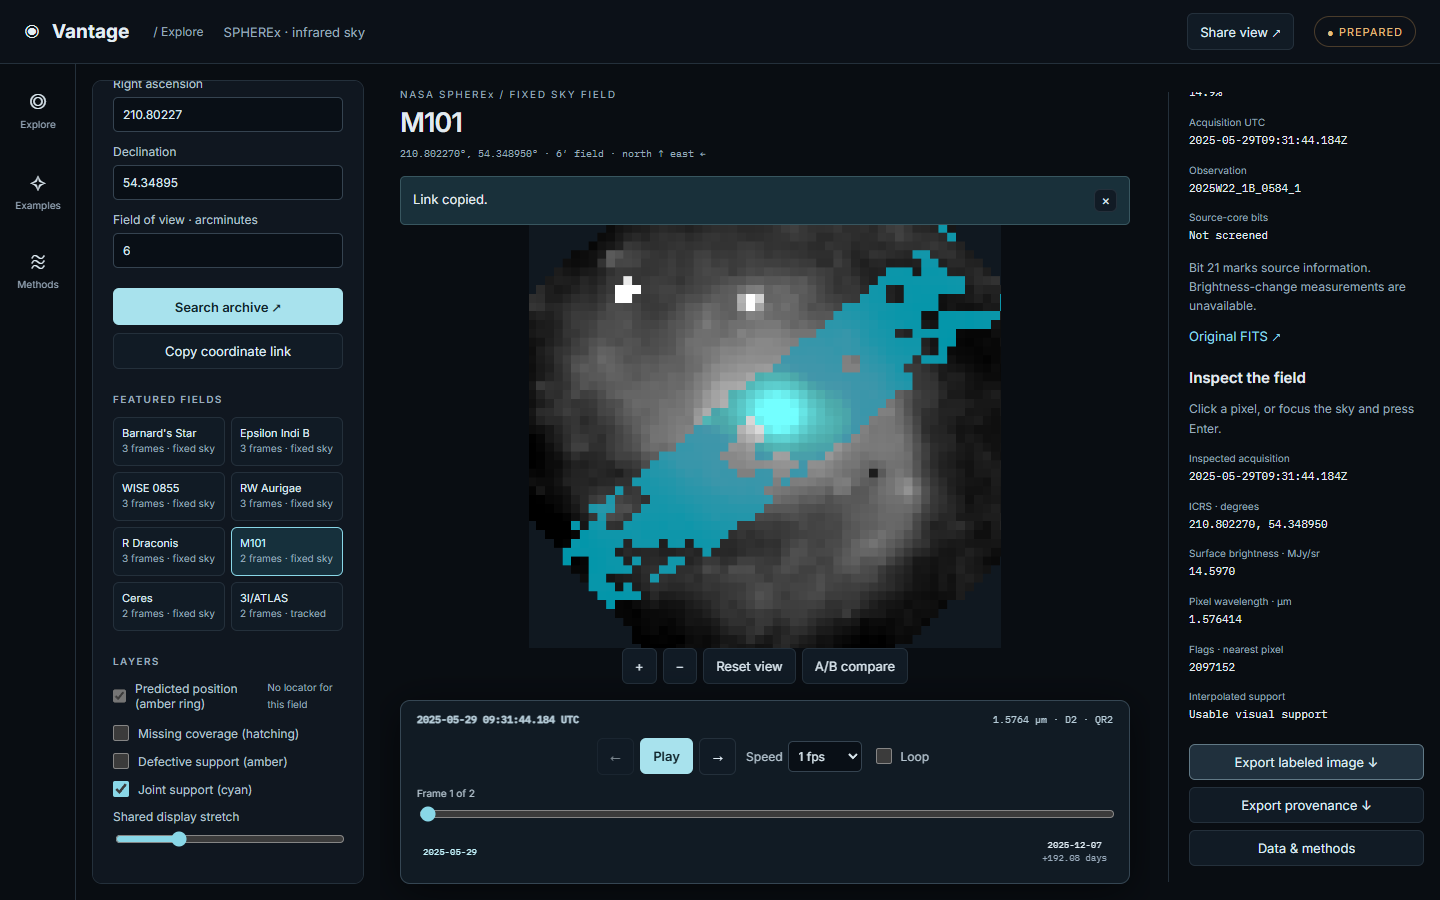 Vantage
/ Explore
SPHEREx · infrared sky
Share view ↗
● PREPARED
Explore
Examples
Methods
Right ascension
210.80227
Declination
54.34895
Field of view · arcminutes
6
Search archive ↗
Copy coordinate link
FEATURED FIELDS
Barnard's Star
3 frames · fixed sky
Epsilon Indi B
3 frames · fixed sky
WISE 0855
3 frames · fixed sky
RW Aurigae
3 frames · fixed sky
R Draconis
3 frames · fixed sky
M101
2 frames · fixed sky
Ceres
2 frames · fixed sky
3I/ATLAS
2 frames · tracked
LAYERS
Predicted position
(amber ring)
No locator for
this field
Missing coverage (hatching)
Defective support (amber)
Joint support (cyan)
Shared display stretch
NASA SPHEREx / FIXED SKY FIELD
M101
210.802270°, 54.348950° · 6′ field · north ↑ east ←
Link copied.
×
+
−
Reset view
A/B compare
2025-05-29 09:31:44.184 UTC
1.5764 µm · D2 · QR2
←
Play
→
Speed
1 fps
Loop
Frame 1 of 2
2025-05-29
2025-12-07
+192.08 days
14.9%
Acquisition UTC
2025-05-29T09:31:44.184Z
Observation
2025W22_1B_0584_1
Source-core bits
Not screened
Bit 21 marks source information.
Brightness-change measurements are
unavailable.
Original FITS ↗
Inspect the field
Click a pixel, or focus the sky and press
Enter.
Inspected acquisition
2025-05-29T09:31:44.184Z
ICRS · degrees
210.802270, 54.348950
Surface brightness · MJy/sr
14.5970
Pixel wavelength · µm
1.576414
Flags · nearest pixel
2097152
Interpolated support
Usable visual support
Export labeled image ↓
Export provenance ↓
Data & methods